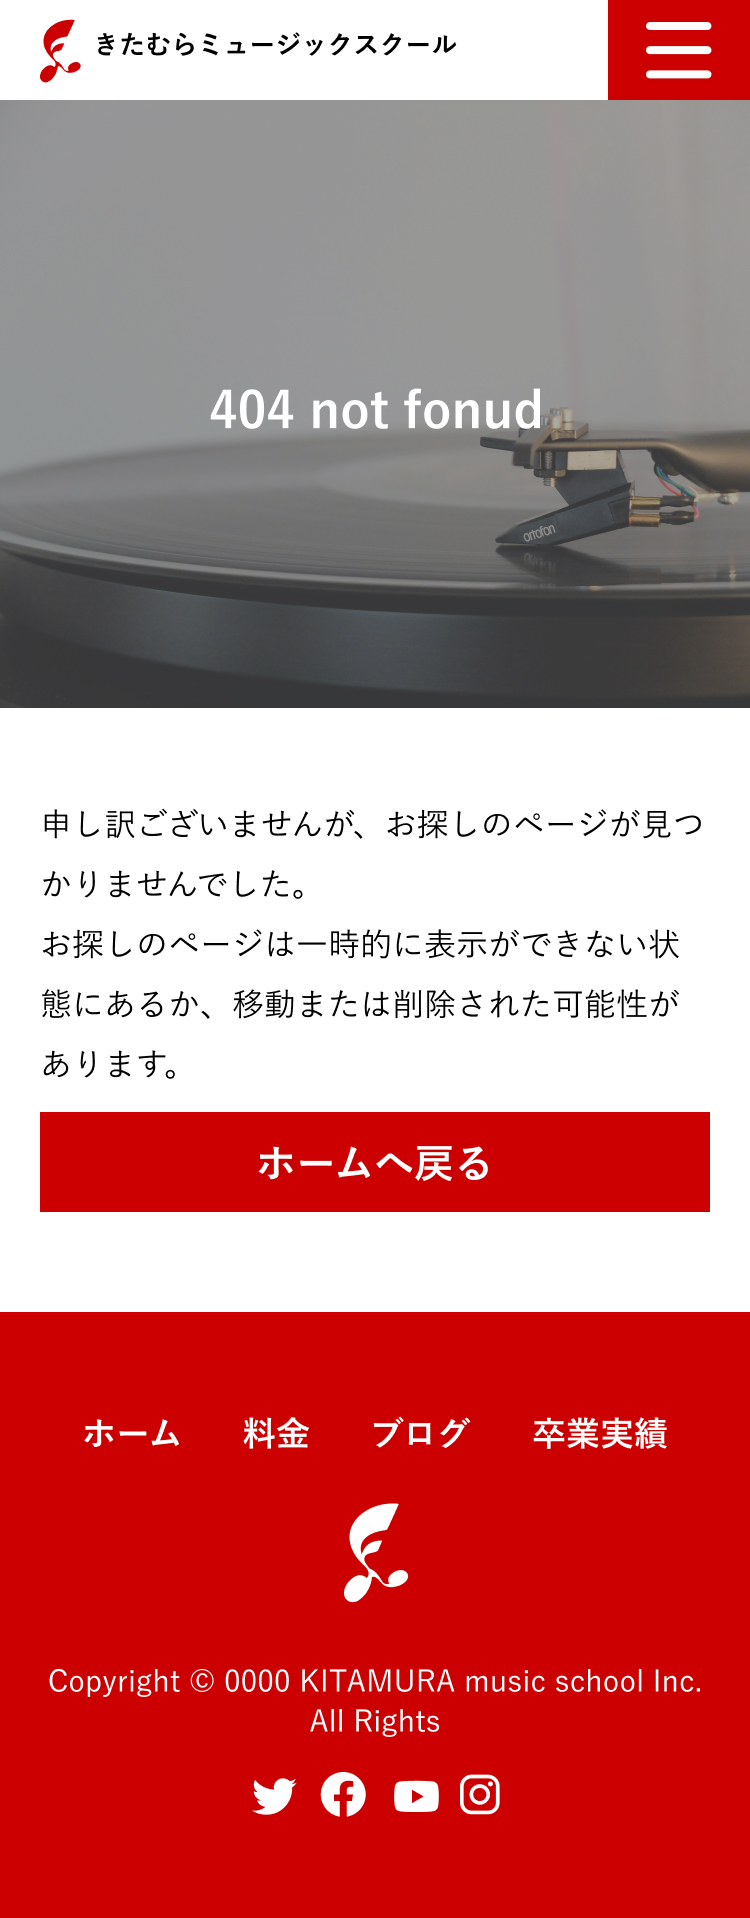 きたむらミュージックスクール
404 not fonud
ortofon
申し訳ございませんが、お探しのページが見つ
かりませんでした。
お探しのページは一時的に表示ができない状
態にあるか、移動または削除された可能性が
あります。
ホームへ戻る
ホーム 料金 ブログ 卒業実績
Copyright © 0000 KITAMURA music school Inc.
All Rights